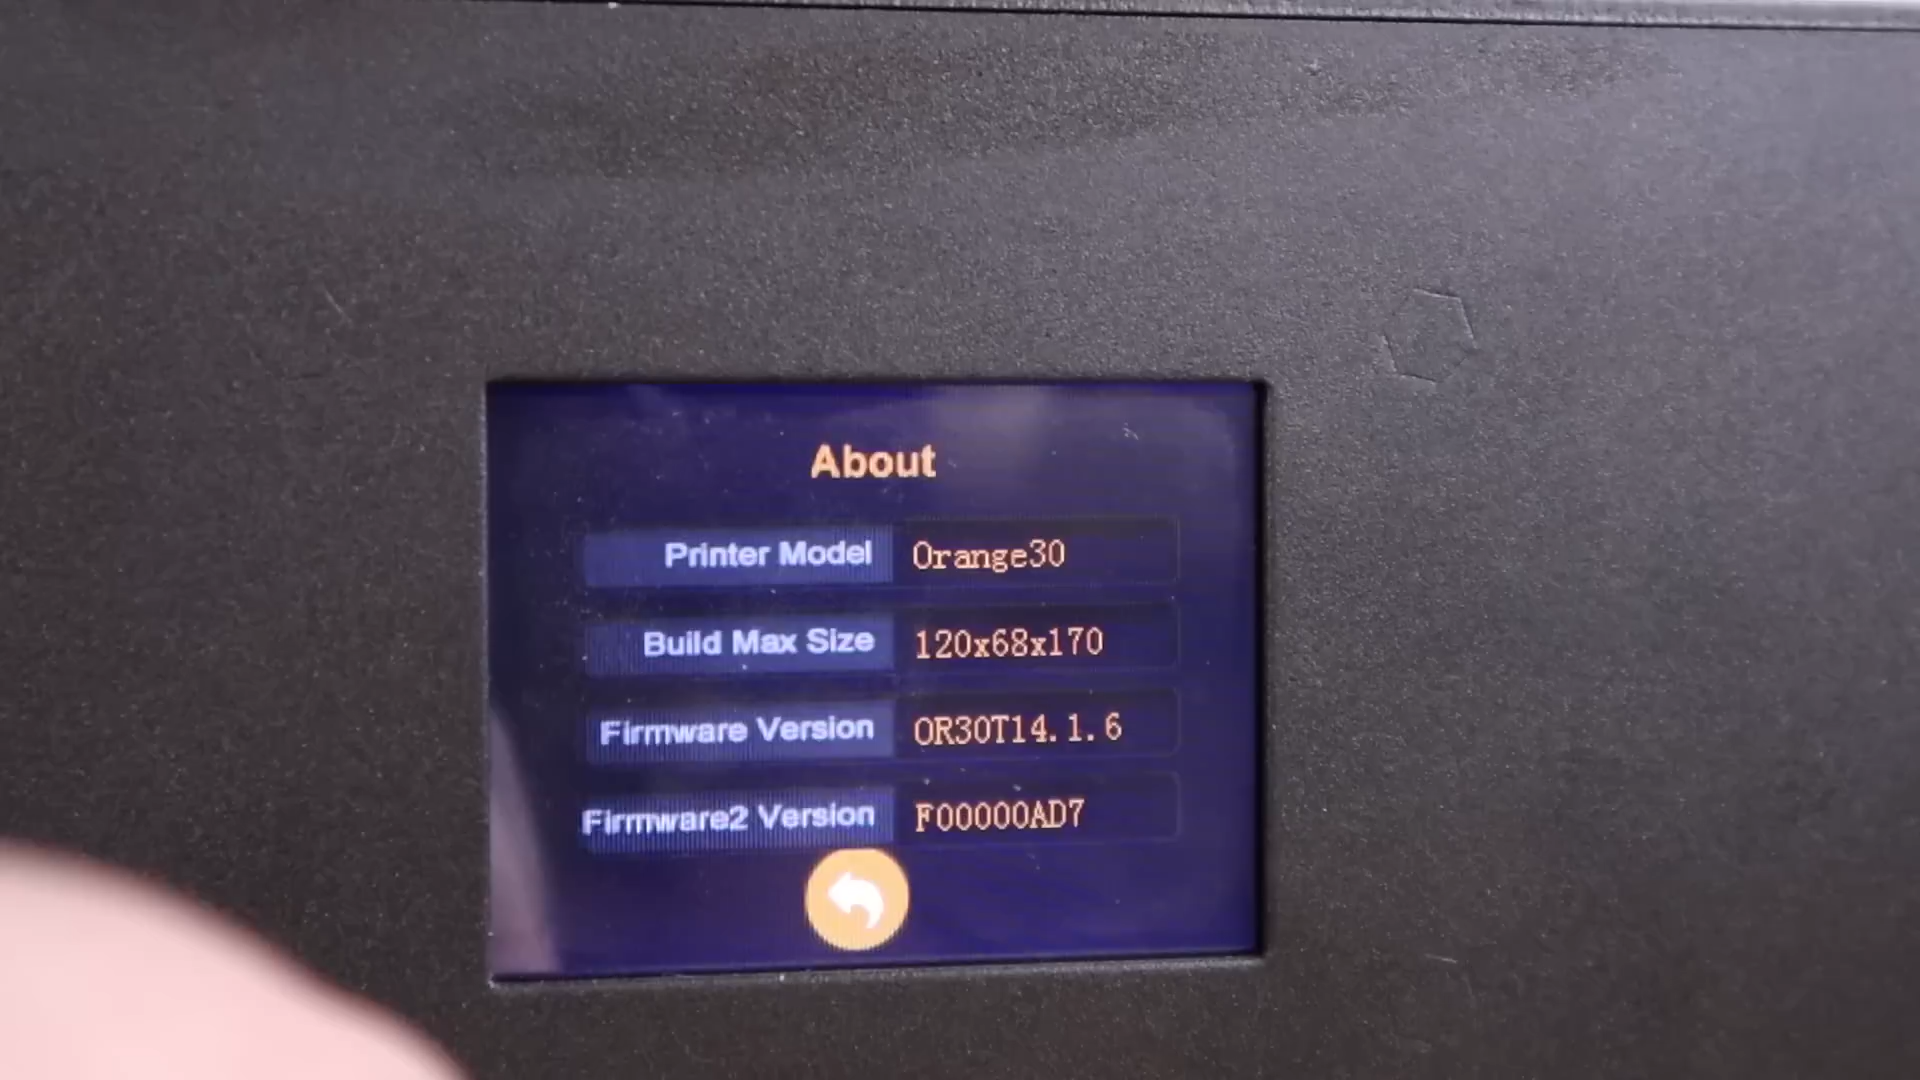 About
Printer Model Orange30
Build Max Size 120x68x170
Firmware Version OR30T14.1.6
Firmware2 Version F00000AD7